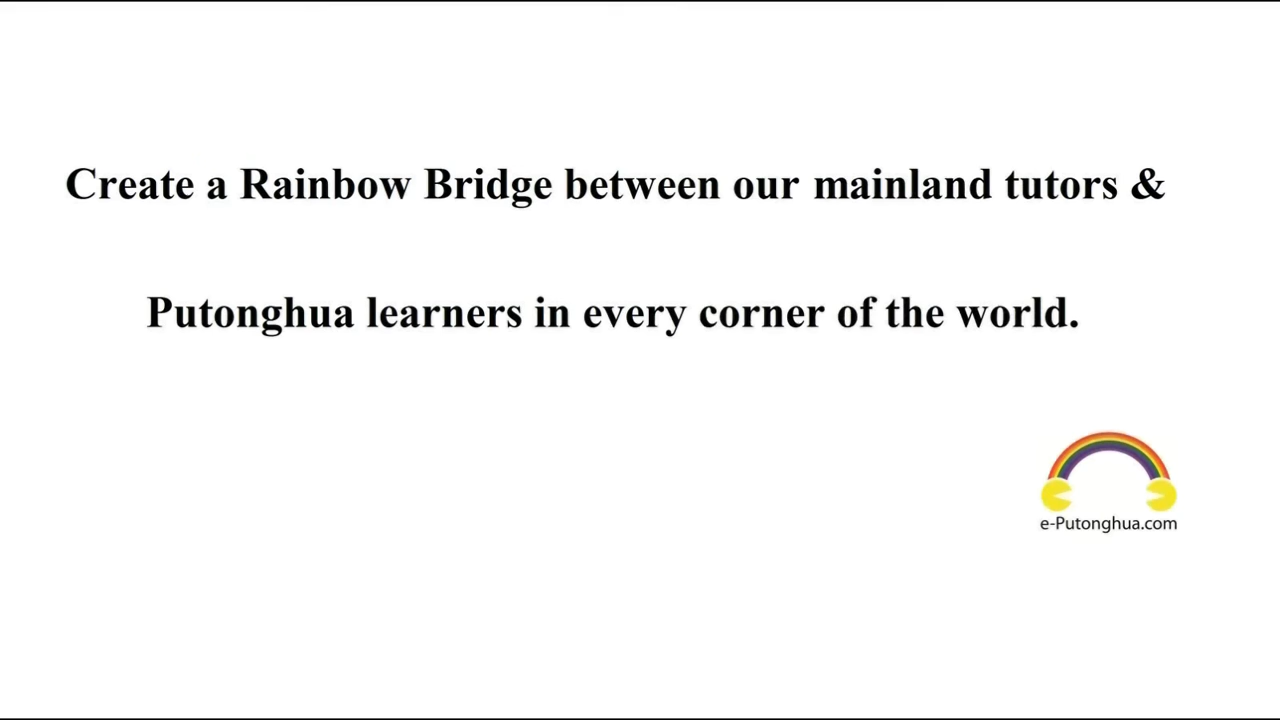 Create a Rainbow Bridge between our mainland tutors &
Putonghua learners in every corner of the world.
e-Putonghua.com